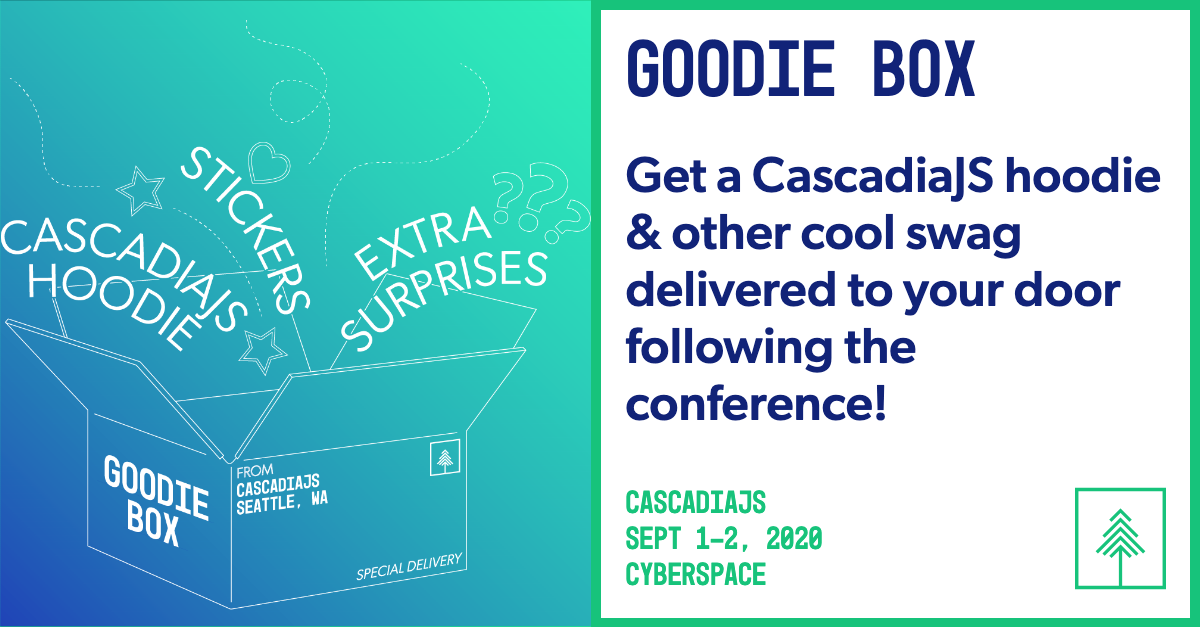 STICKERS
???
CASCADIAJS
HOODIE
EXTRA
SURPRISES
GOODIE
BOX
FROM
CASCADIAJS
SEATTLE, WA
SPECIAL DELIVERY
GOODIE BOX
Get a CascadiaJS hoodie
& other cool swag
delivered to your door
following the
conference!
CASCADIAJS
SEPT 1–2, 2020
CYBERSPACE